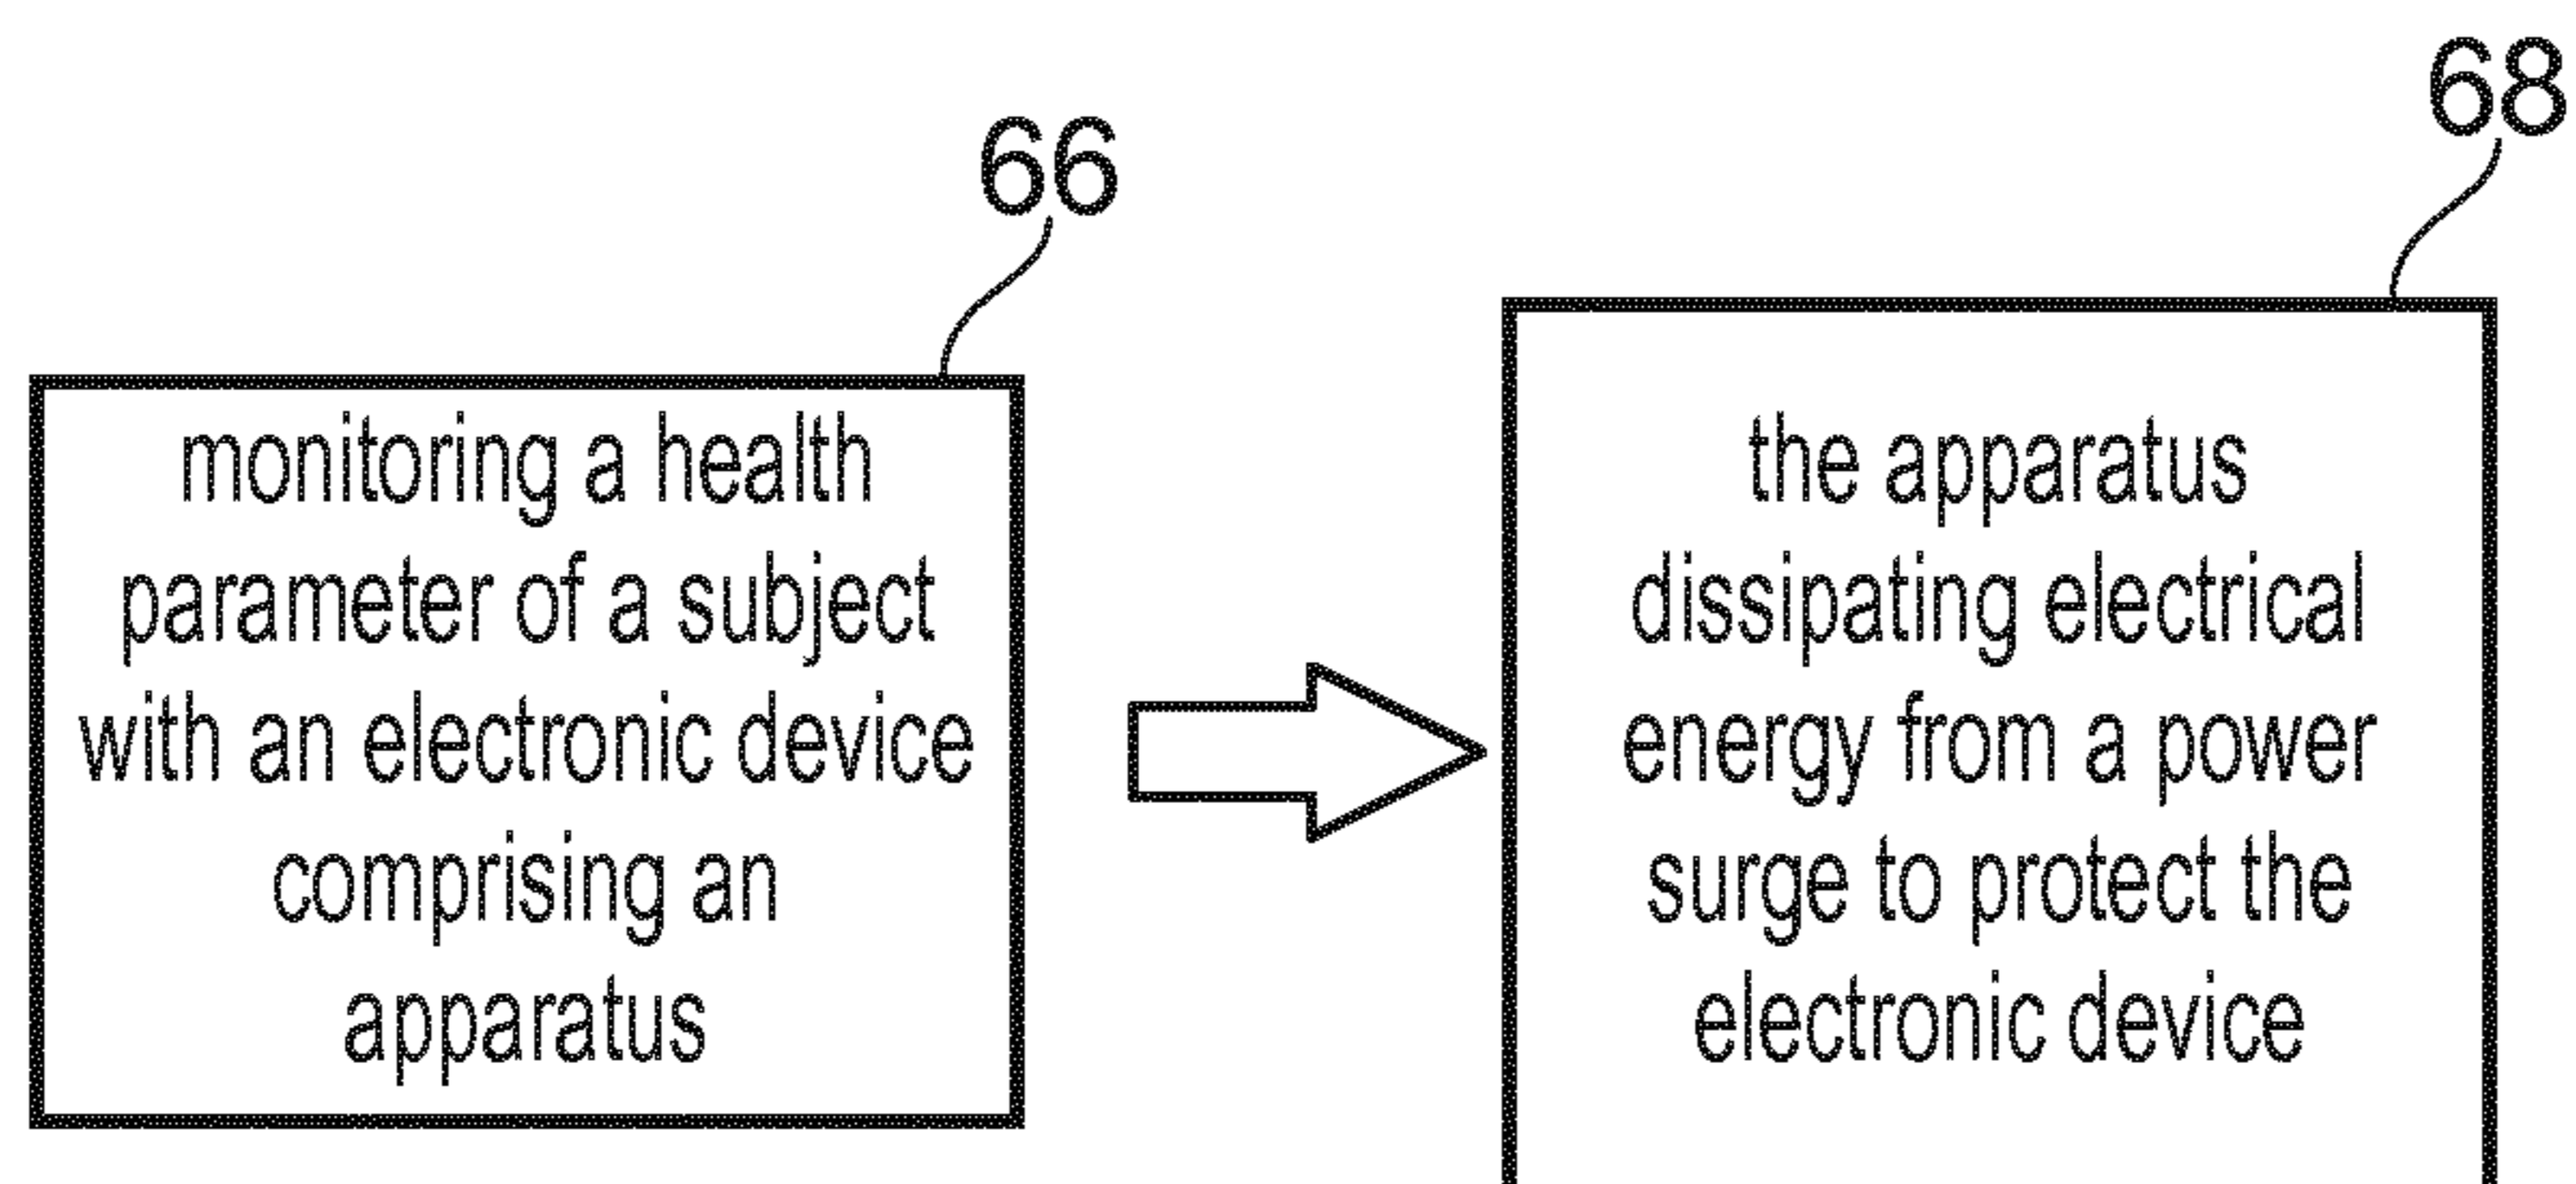 66
monitoring a health
parameter of a subject
with an electronic device
comprising an
apparatus
68
the apparatus
dissipating electrical
energy from a power
surge to protect the
electronic device